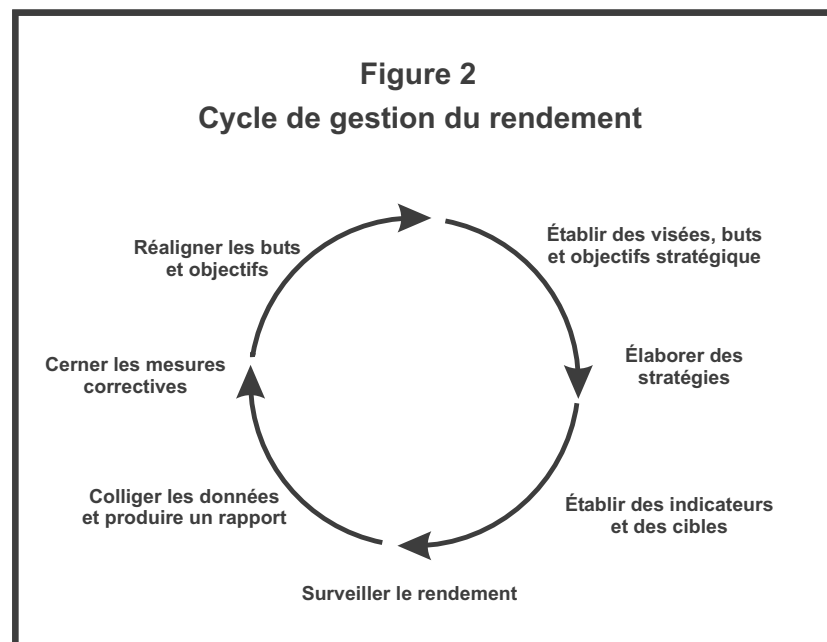 Figure 2
Cycle de gestion du rendement
Établir des visées, buts
et objectifs stratégique
Élaborer des
stratégies
Établir des indicateurs
et des cibles
Surveiller le rendement
Colliger les données
et produire un rapport
Cerner les mesures
correctives
Réaligner les buts
et objectifs